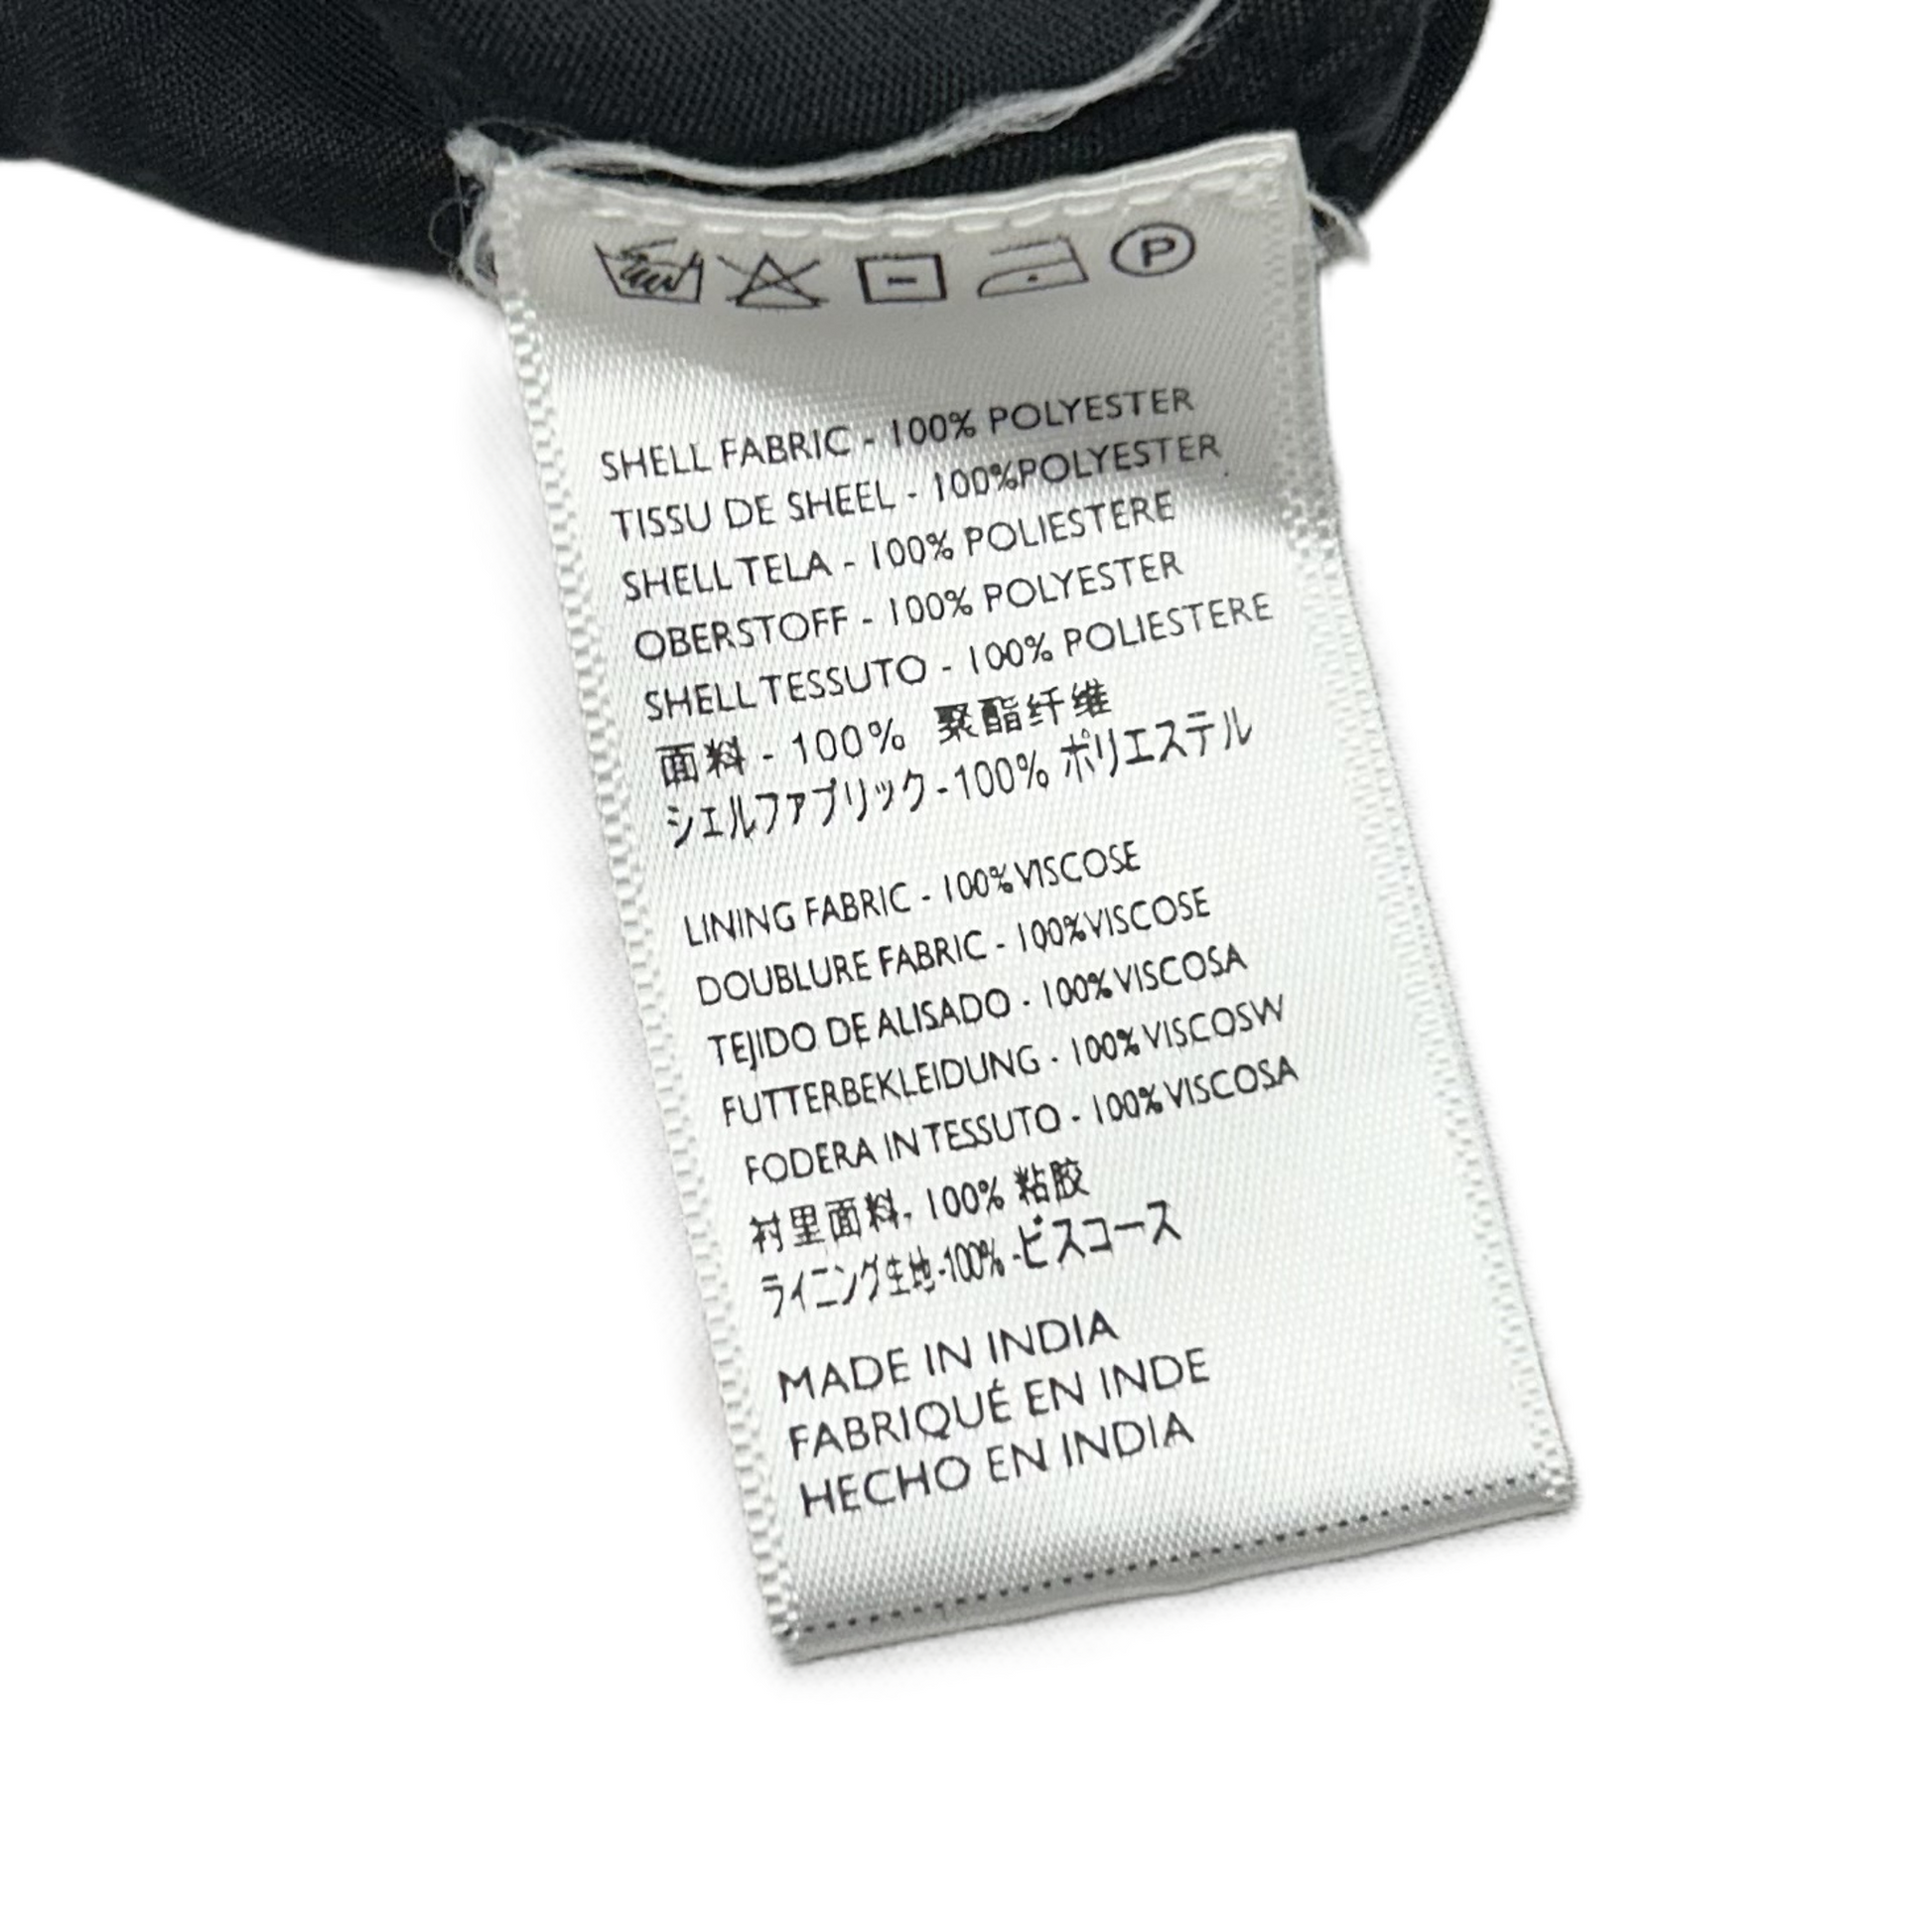 P
SHELL FABRIC - 100% POLYESTER
TISSU DE SHEEL - 100%POLYESTER
SHELL TELA - 100% POLIESTERE
OBERSTOFF - 100% POLYESTER
SHELL TESSUTO - 100% POLIESTERE
面料 - 100% 聚酯纤维
シェルファブリック-100% ポリエステル
LINING FABRIC - 100% VISCOSE
DOUBLURE FABRIC - 100%VISCOSE
TEJIDO DE ALISADO - 100% VISCOSA
FUTTERBEKLEIDUNG - 100% VISCOSW
FODERA IN TESSUTO - 100% VISCOSA
衬里面料. 100% 粘胶
ライニング生地-100% -ビスコース
MADE IN INDIA
FABRIQUÉ EN INDE
HECHO EN INDIA